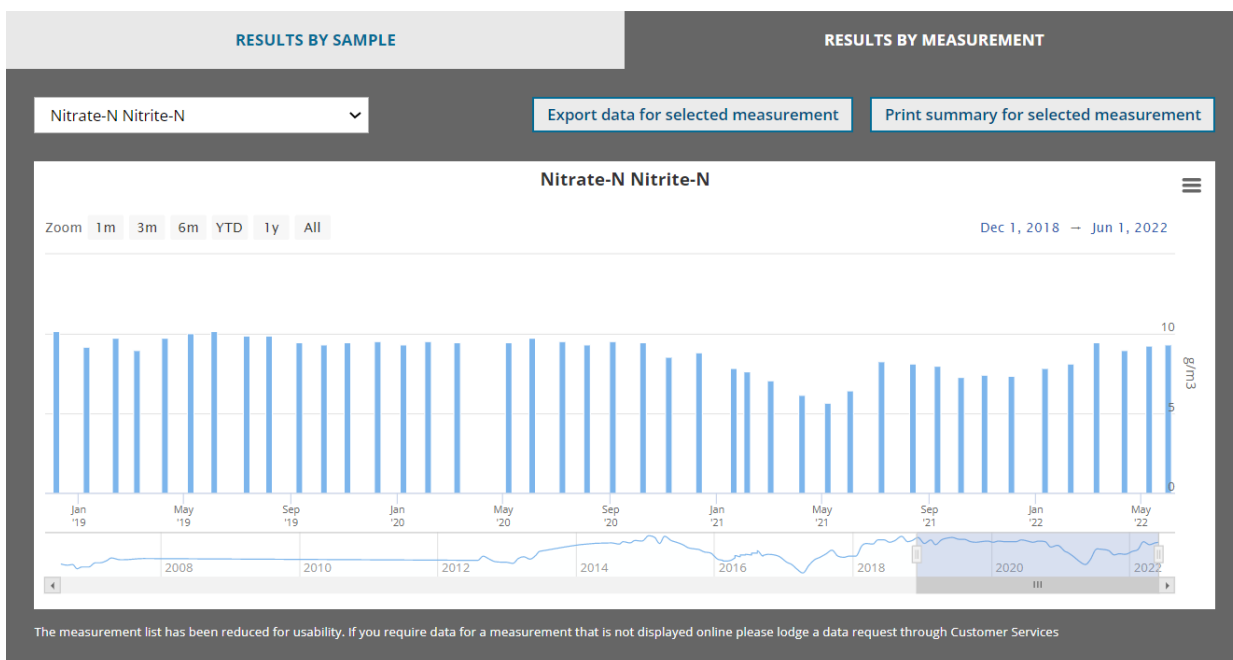 RESULTS BY SAMPLE
RESULTS BY MEASUREMENT
Nitrate-N Nitrite-N
Export data for selected measurement
Print summary for selected measurement
Nitrate-N Nitrite-N
Zoom 1m 3m 6m YTD 1y All
Dec 1, 2018 → Jun 1, 2022
10
g/m3
5
0
Jan '19
May '19
Sep '19
Jan '20
May '20
Sep '20
Jan '21
May '21
Sep '21
Jan '22
May '22
2008 2010 2012 2014 2016 2018 2020 2022
The measurement list has been reduced for usability. If you require data for a measurement that is not displayed online please lodge a data request through Customer Services